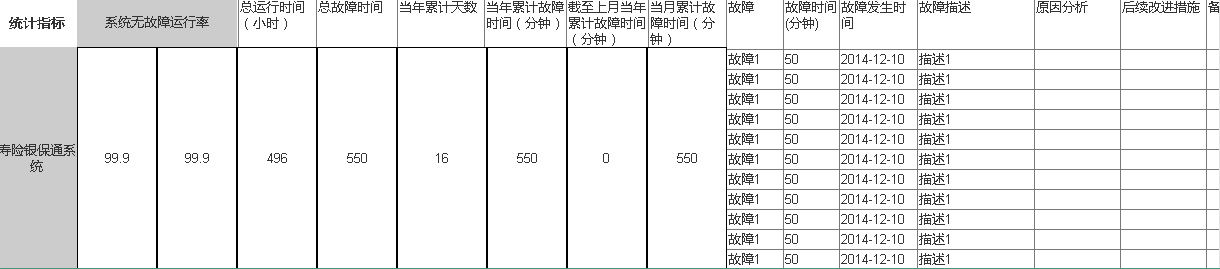 统计指标
系统无故障运行率
总运行时间
（小时）
总故障时间
当年累计天数
当年累计故障
时间（分钟）
截至上月当年
累计故障时间
（分钟）
当月累计故
障时间（分
钟）
故障
故障时间
(分钟)
故障发生时
间
故障描述
原因分析
后续改进措施
备
寿险银保通系
统
99.9
99.9
496
550
16
550
0
550
故障1 50 2014-12-10 描述1
故障1 50 2014-12-10 描述1
故障1 50 2014-12-10 描述1
故障1 50 2014-12-10 描述1
故障1 50 2014-12-10 描述1
故障1 50 2014-12-10 描述1
故障1 50 2014-12-10 描述1
故障1 50 2014-12-10 描述1
故障1 50 2014-12-10 描述1
故障1 50 2014-12-10 描述1
故障1 50 2014-12-10 描述1